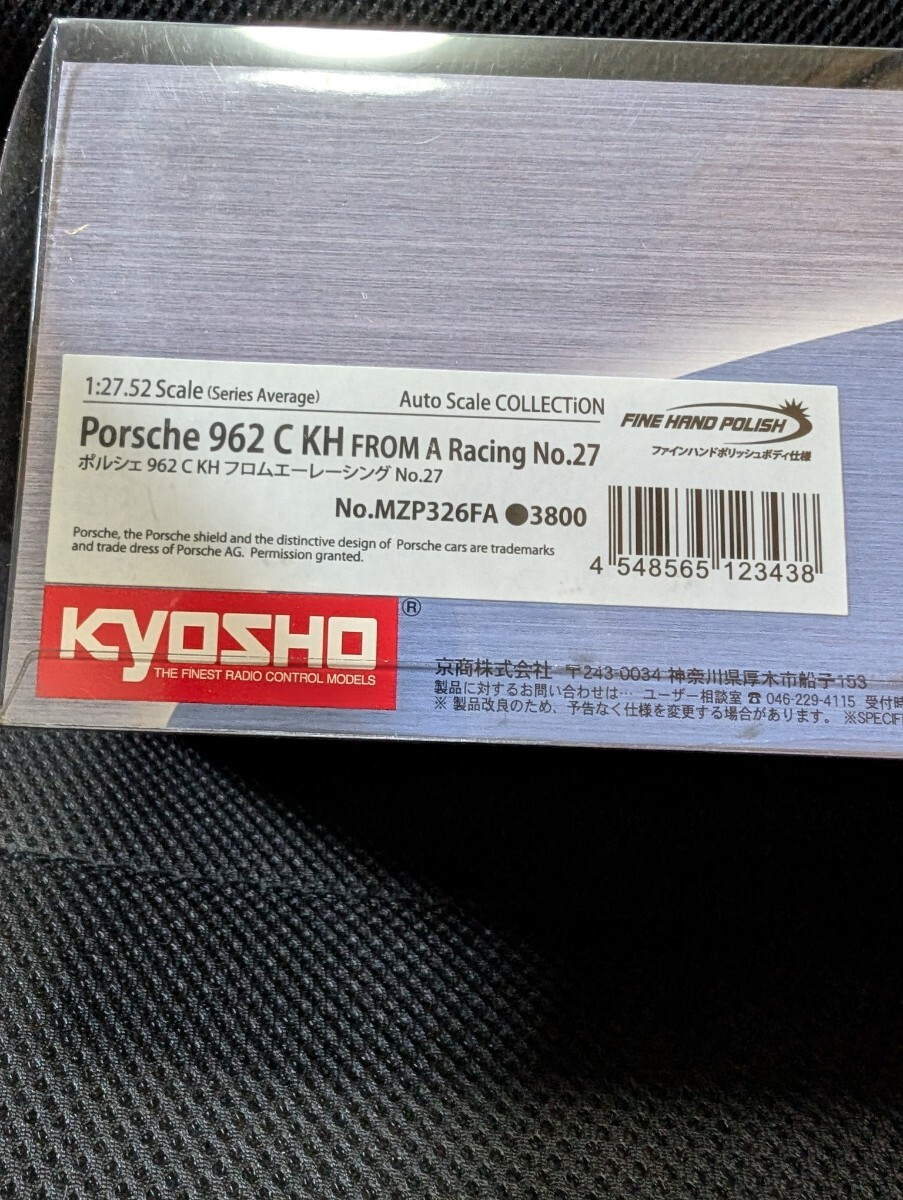 1:27.52 Scale (Series Average) Auto Scale COLLECTiON
Porsche 962 C KH FROM A Racing No.27
ポルシェ 962 C KH フロムエーレーシング No.27
No.MZP326FA ●3800
Porsche, the Porsche shield and the distinctive design of Porsche cars are trademarks
and trade dress of Porsche AG. Permission granted.
FINE HAND POLISH
ファインハンドポリッシュボディ仕様
4 548565 123438
KYOSHO ®
THE FINEST RADIO CONTROL MODELS
京商株式会社 〒243-0034 神奈川県厚木市船子153
製品に対するお問い合わせは… ユーザー相談室 ☎ 046-229-4115 受付時
※ 製品改良のため、予告なく仕様を変更する場合があります。 ※SPECIF